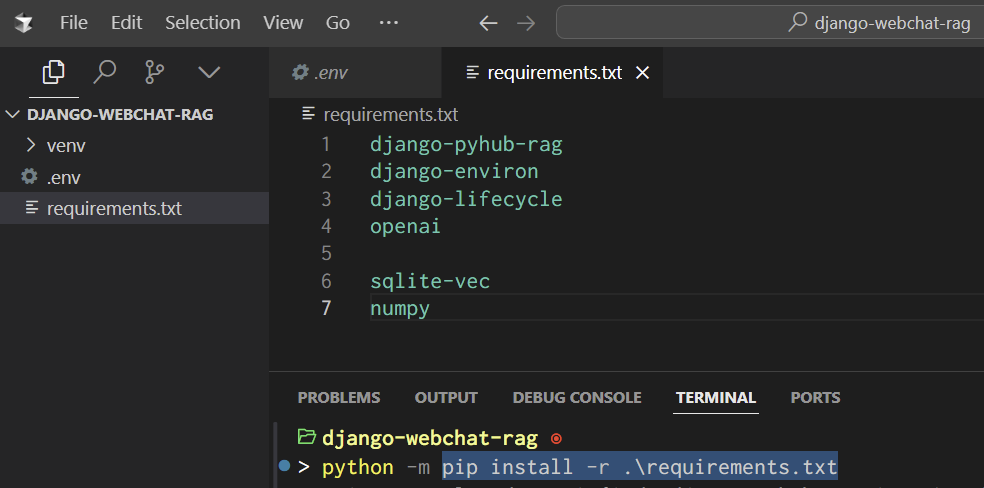 File Edit Selection View Go ··· django-webchat-rag
.env requirements.txt
DJANGO-WEBCHAT-RAG
venv
.env
requirements.txt
requirements.txt
1 django-pyhub-rag
2 django-environ
3 django-lifecycle
4 openai
5
6 sqlite-vec
7 numpy
PROBLEMS OUTPUT DEBUG CONSOLE TERMINAL PORTS
django-webchat-rag
> python -m pip install -r .\requirements.txt